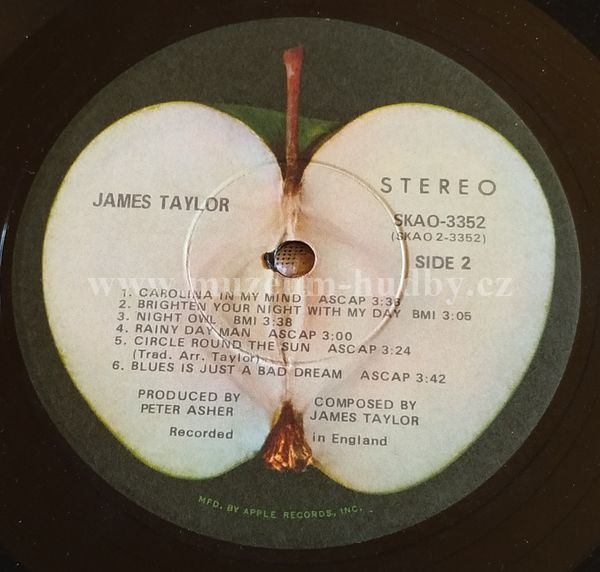 JAMES TAYLOR
STEREO
SKAO-3352
(SKAO 2-3352)
SIDE 2
www.muzeum-hudby.cz
1. CAROLINA IN MY MIND ASCAP 3:36
2. BRIGHTEN YOUR NIGHT WITH MY DAY BMI 3:05
3. NIGHT OWL BMI 3:38
4. RAINY DAY MAN ASCAP 3:00
5. CIRCLE ROUND THE SUN ASCAP 3:24
(Trad. Arr. Taylor)
6. BLUES IS JUST A BAD DREAM ASCAP 3:42
PRODUCED BY
PETER ASHER
COMPOSED BY
JAMES TAYLOR
Recorded in England
MFD. BY APPLE RECORDS, INC.